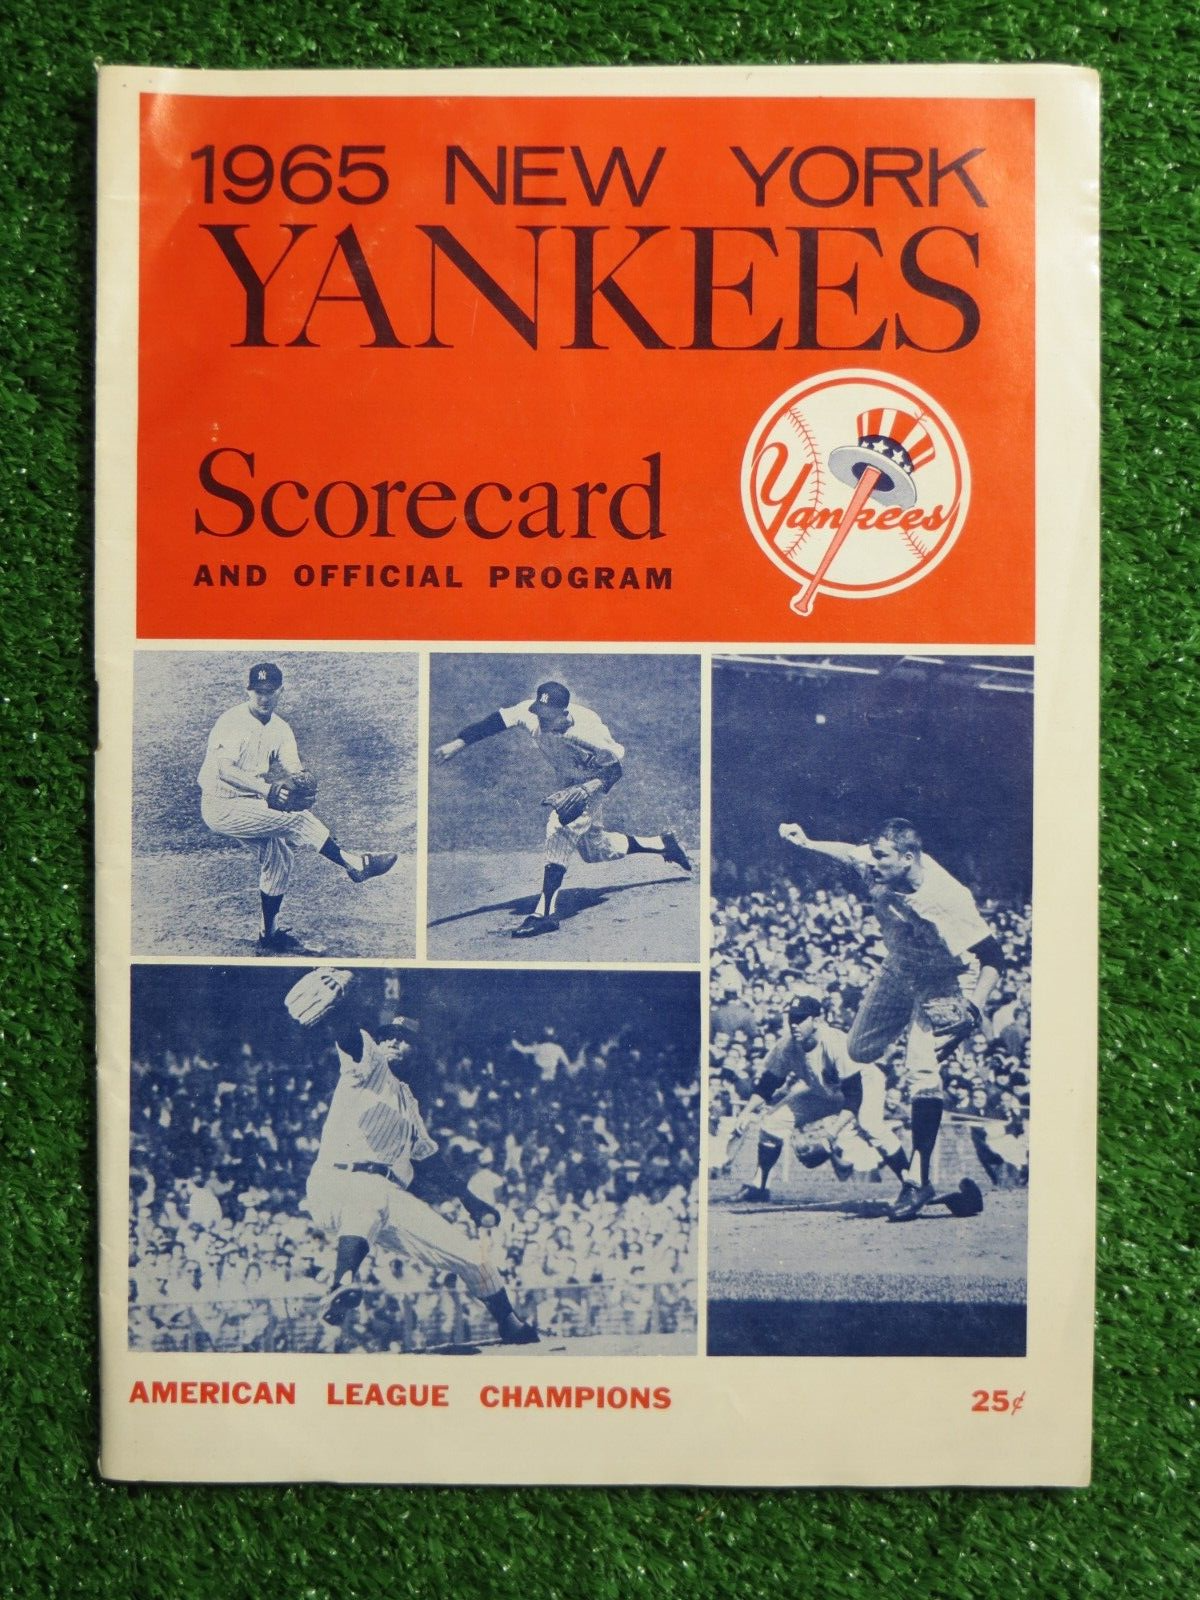 1965 NEW YORK
YANKEES
Scorecard
AND OFFICIAL PROGRAM
Yankees
AMERICAN LEAGUE CHAMPIONS
25¢